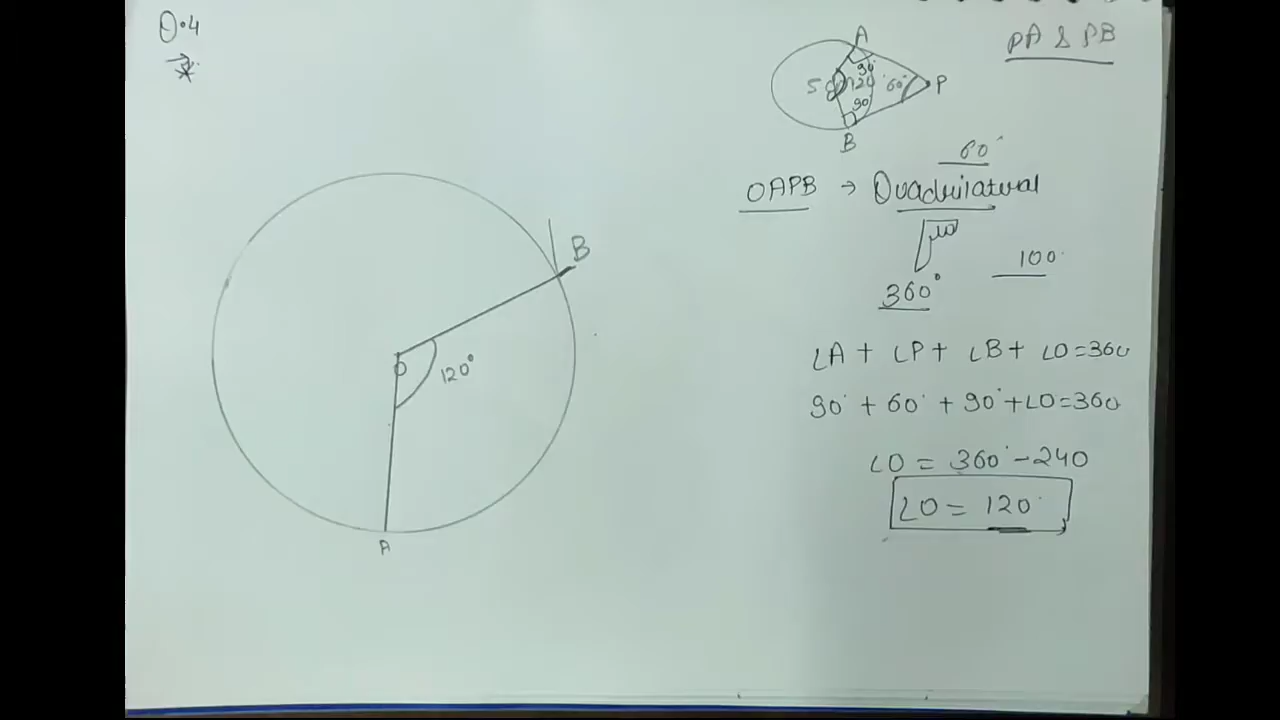 Q.4
PA & PB
A
90°
5 120 60° P
90
B
60°
OAPB → Quadrilateral
100°
360°
∠A + ∠P + ∠B + ∠O = 360
90° + 60° + 90° + ∠O = 360
∠O = 360° - 240
∠O = 120°
B
O
120°
A